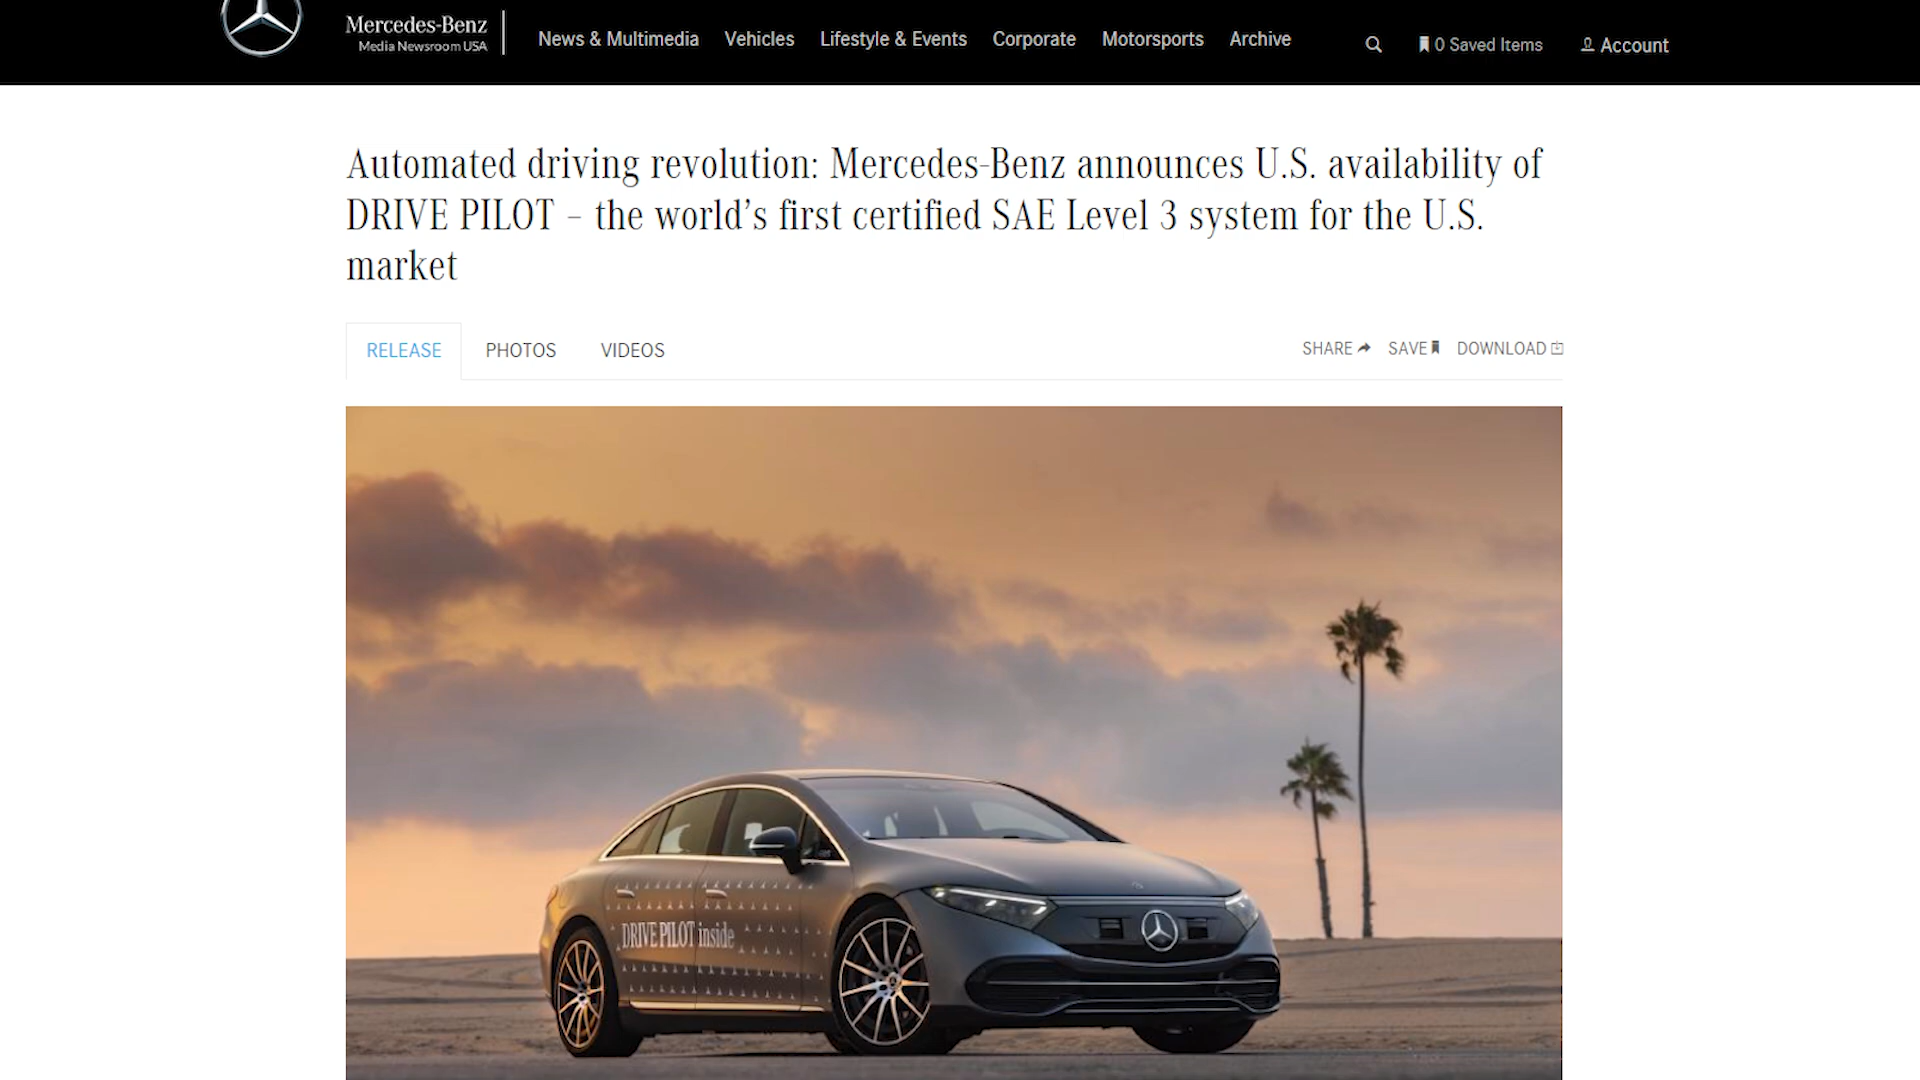 Mercedes-Benz
Media Newsroom USA
News & Multimedia
Vehicles
Lifestyle & Events
Corporate
Motorsports
Archive
0 Saved Items
Account
Automated driving revolution: Mercedes-Benz announces U.S. availability of
DRIVE PILOT – the world’s first certified SAE Level 3 system for the U.S.
market
RELEASE
PHOTOS
VIDEOS
SHARE
SAVE
DOWNLOAD
DRIVE PILOT inside